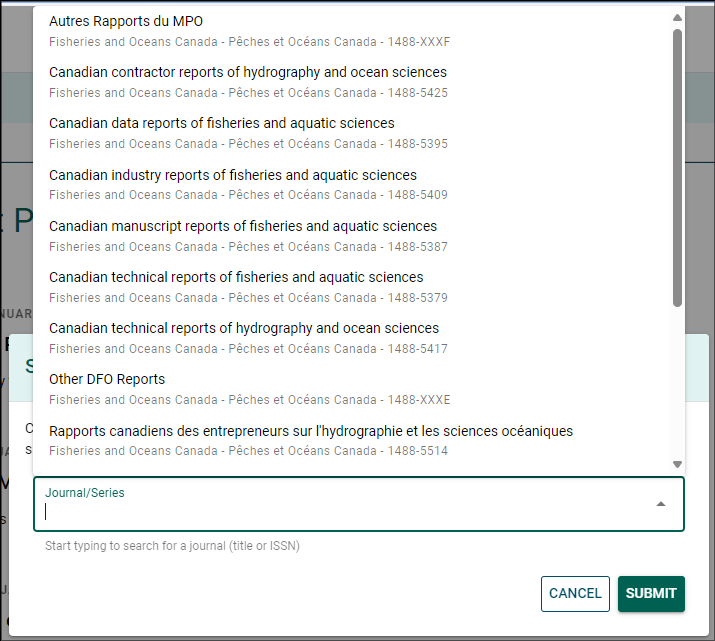 Autres Rapports du MPO
Fisheries and Oceans Canada - Pêches et Océans Canada - 1488-XXXF
Canadian contractor reports of hydrography and ocean sciences
Fisheries and Oceans Canada - Pêches et Océans Canada - 1488-5425
Canadian data reports of fisheries and aquatic sciences
Fisheries and Oceans Canada - Pêches et Océans Canada - 1488-5395
Canadian industry reports of fisheries and aquatic sciences
Fisheries and Oceans Canada - Pêches et Océans Canada - 1488-5409
Canadian manuscript reports of fisheries and aquatic sciences
Fisheries and Oceans Canada - Pêches et Océans Canada - 1488-5387
Canadian technical reports of fisheries and aquatic sciences
Fisheries and Oceans Canada - Pêches et Océans Canada - 1488-5379
Canadian technical reports of hydrography and ocean sciences
Fisheries and Oceans Canada - Pêches et Océans Canada - 1488-5417
Other DFO Reports
Fisheries and Oceans Canada - Pêches et Océans Canada - 1488-XXXE
Rapports canadiens des entrepreneurs sur l'hydrographie et les sciences océaniques
Fisheries and Oceans Canada - Pêches et Océans Canada - 1488-5514
Journal/Series
Start typing to search for a journal (title or ISSN)
CANCEL SUBMIT